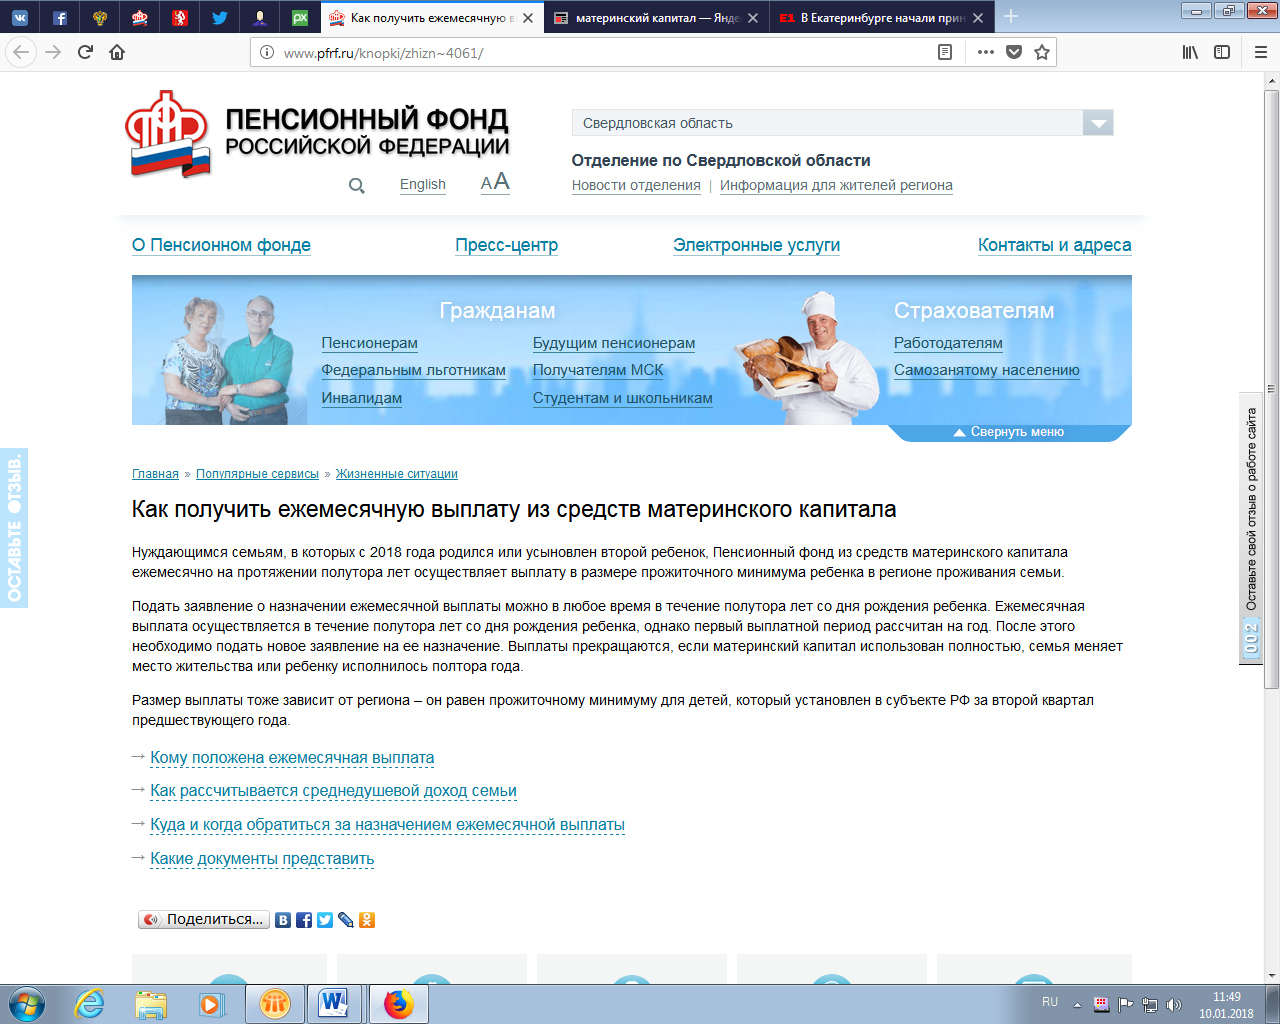 Как получить ежемесячную в
материнский капитал — Янде
E1 В Екатеринбурге начали прин
www.pfrf.ru/knopki/zhizn~4061/
ПЕНСИОННЫЙ ФОНД
РОССИЙСКОЙ ФЕДЕРАЦИИ
English
AA
Свердловская область
Отделение по Свердловской области
Новости отделения | Информация для жителей региона
О Пенсионном фонде
Пресс-центр
Электронные услуги
Контакты и адреса
Гражданам
Пенсионерам
Федеральным льготникам
Инвалидам
Будущим пенсионерам
Получателям МСК
Студентам и школьникам
Страхователям
Работодателям
Самозанятому населению
Свернуть меню
Главная » Популярные сервисы » Жизненные ситуации
Как получить ежемесячную выплату из средств материнского капитала
Нуждающимся семьям, в которых с 2018 года родился или усыновлен второй ребенок, Пенсионный фонд из средств материнского капитала
ежемесячно на протяжении полутора лет осуществляет выплату в размере прожиточного минимума ребенка в регионе проживания семьи.
Подать заявление о назначении ежемесячной выплаты можно в любое время в течение полутора лет со дня рождения ребенка. Ежемесячная
выплата осуществляется в течение полутора лет со дня рождения ребенка, однако первый выплатной период рассчитан на год. После этого
необходимо подать новое заявление на ее назначение. Выплаты прекращаются, если материнский капитал использован полностью, семья меняет
место жительства или ребенку исполнилось полтора года.
Размер выплаты тоже зависит от региона – он равен прожиточному минимуму для детей, который установлен в субъекте РФ за второй квартал
предшествующего года.
→ Кому положена ежемесячная выплата
→ Как рассчитывается среднедушевой доход семьи
→ Куда и когда обратиться за назначением ежемесячной выплаты
→ Какие документы представить
Поделиться...
ОСТАВЬТЕ ОТЗЫВ.
Оставьте свой отзыв о работе сайта
002
RU
11:49
10.01.2018